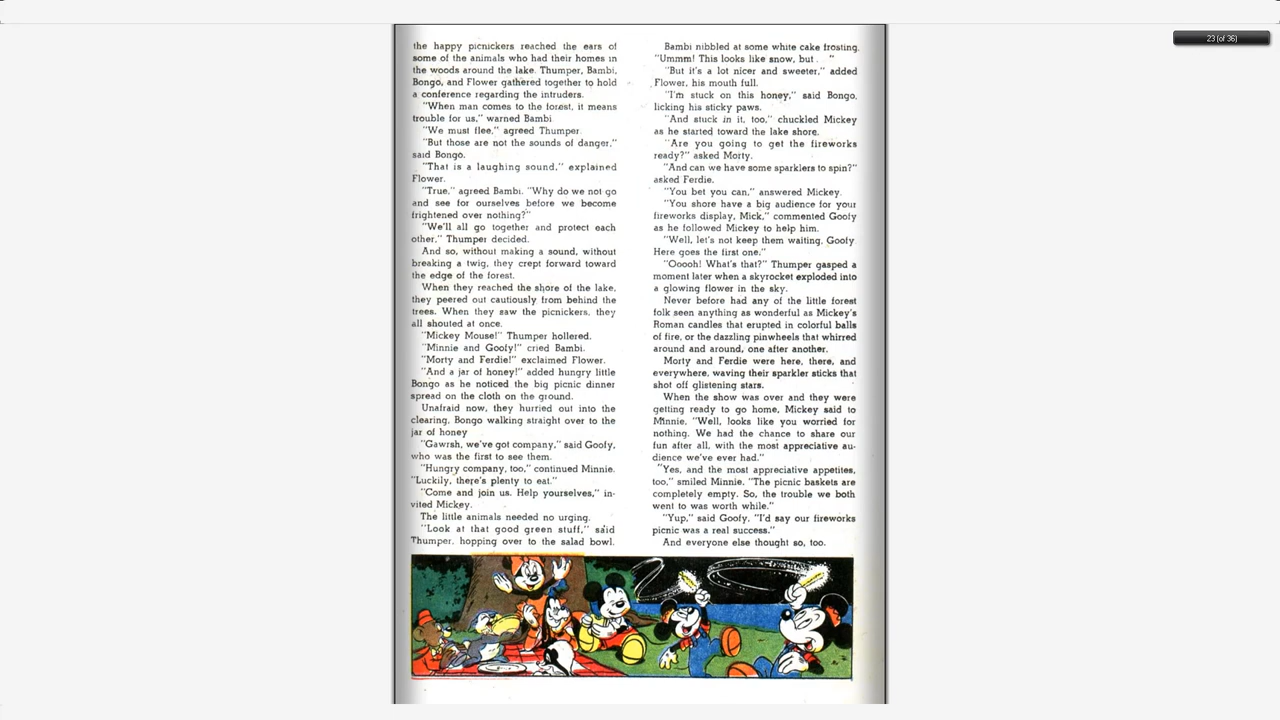 23 (of 36)
the happy picnickers reached the ears of
some of the animals who had their homes in
the woods around the lake. Thumper, Bambi,
Bongo, and Flower gathered together to hold
a conference regarding the intruders.
"When man comes to the forest, it means
trouble for us," warned Bambi
"We must flee," agreed Thumper.
"But those are not the sounds of danger,"
said Bongo.
"That is a laughing sound," explained
Flower.
"True," agreed Bambi. "Why do we not go
and see for ourselves before we become
frightened over nothing?"
"We'll all go together and protect each
other," Thumper decided.
And so, without making a sound, without
breaking a twig, they crept forward toward
the edge of the forest.
When they reached the shore of the lake,
they peered out cautiously from behind the
trees. When they saw the picnickers, they
all shouted at once.
"Mickey Mouse!" Thumper hollered.
"Minnie and Goofy!" cried Bambi.
"Morty and Ferdie!" exclaimed Flower.
"And a jar of honey!" added hungry little
Bongo as he noticed the big picnic dinner
spread on the cloth on the ground.
Unafraid now, they hurried out into the
clearing, Bongo walking straight over to the
jar of honey
"Gawrsh, we've got company," said Goofy,
who was the first to see them.
"Hungry company, too," continued Minnie.
"Luckily, there's plenty to eat."
"Come and join us. Help yourselves," in-
vited Mickey.
The little animals needed no urging.
"Look at that good green stuff," said
Thumper, hopping over to the salad bowl.
Bambi nibbled at some white cake frosting.
"Ummm! This looks like snow, but . "
"But it's a lot nicer and sweeter," added
Flower, his mouth full.
"I'm stuck on this honey," said Bongo,
licking his sticky paws.
"And stuck in it, too," chuckled Mickey
as he started toward the lake shore.
"Are you going to get the fireworks
ready?" asked Morty.
"And can we have some sparklers to spin?"
asked Ferdie.
"You bet you can," answered Mickey.
"You shore have a big audience for your
fireworks display, Mick," commented Goofy
as he followed Mickey to help him.
"Well, let's not keep them waiting, Goofy
Here goes the first one."
"Ooooh! What's that?" Thumper gasped a
moment later when a skyrocket exploded into
a glowing flower in the sky.
Never before had any of the little forest
folk seen anything as wonderful as Mickey's
Roman candles that erupted in colorful balls
of fire, or the dazzling pinwheels that whirred
around and around, one after another.
Morty and Ferdie were here, there, and
everywhere, waving their sparkler sticks that
shot off glistening stars.
When the show was over and they were
getting ready to go home, Mickey said to
Minnie, "Well, looks like you worried for
nothing. We had the chance to share our
fun after all, with the most appreciative au-
dience we've ever had."
"Yes, and the most appreciative appetites,
too," smiled Minnie. "The picnic baskets are
completely empty. So, the trouble we both
went to was worth while."
"Yup," said Goofy, "I'd say our fireworks
picnic was a real success."
And everyone else thought so, too.